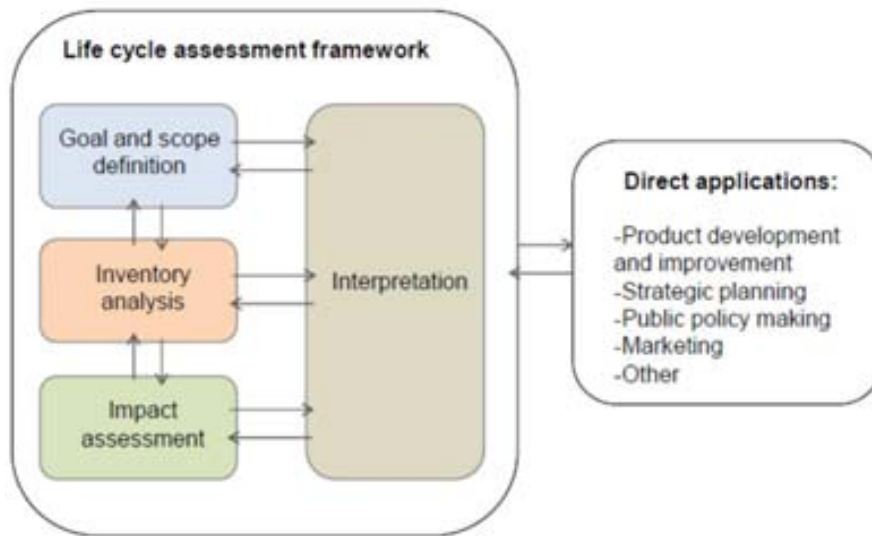 Life cycle assessment framework
Goal and scope
definition
Inventory
analysis
Impact
assessment
Interpretation
Direct applications:
-Product development
and improvement
-Strategic planning
-Public policy making
-Marketing
-Other